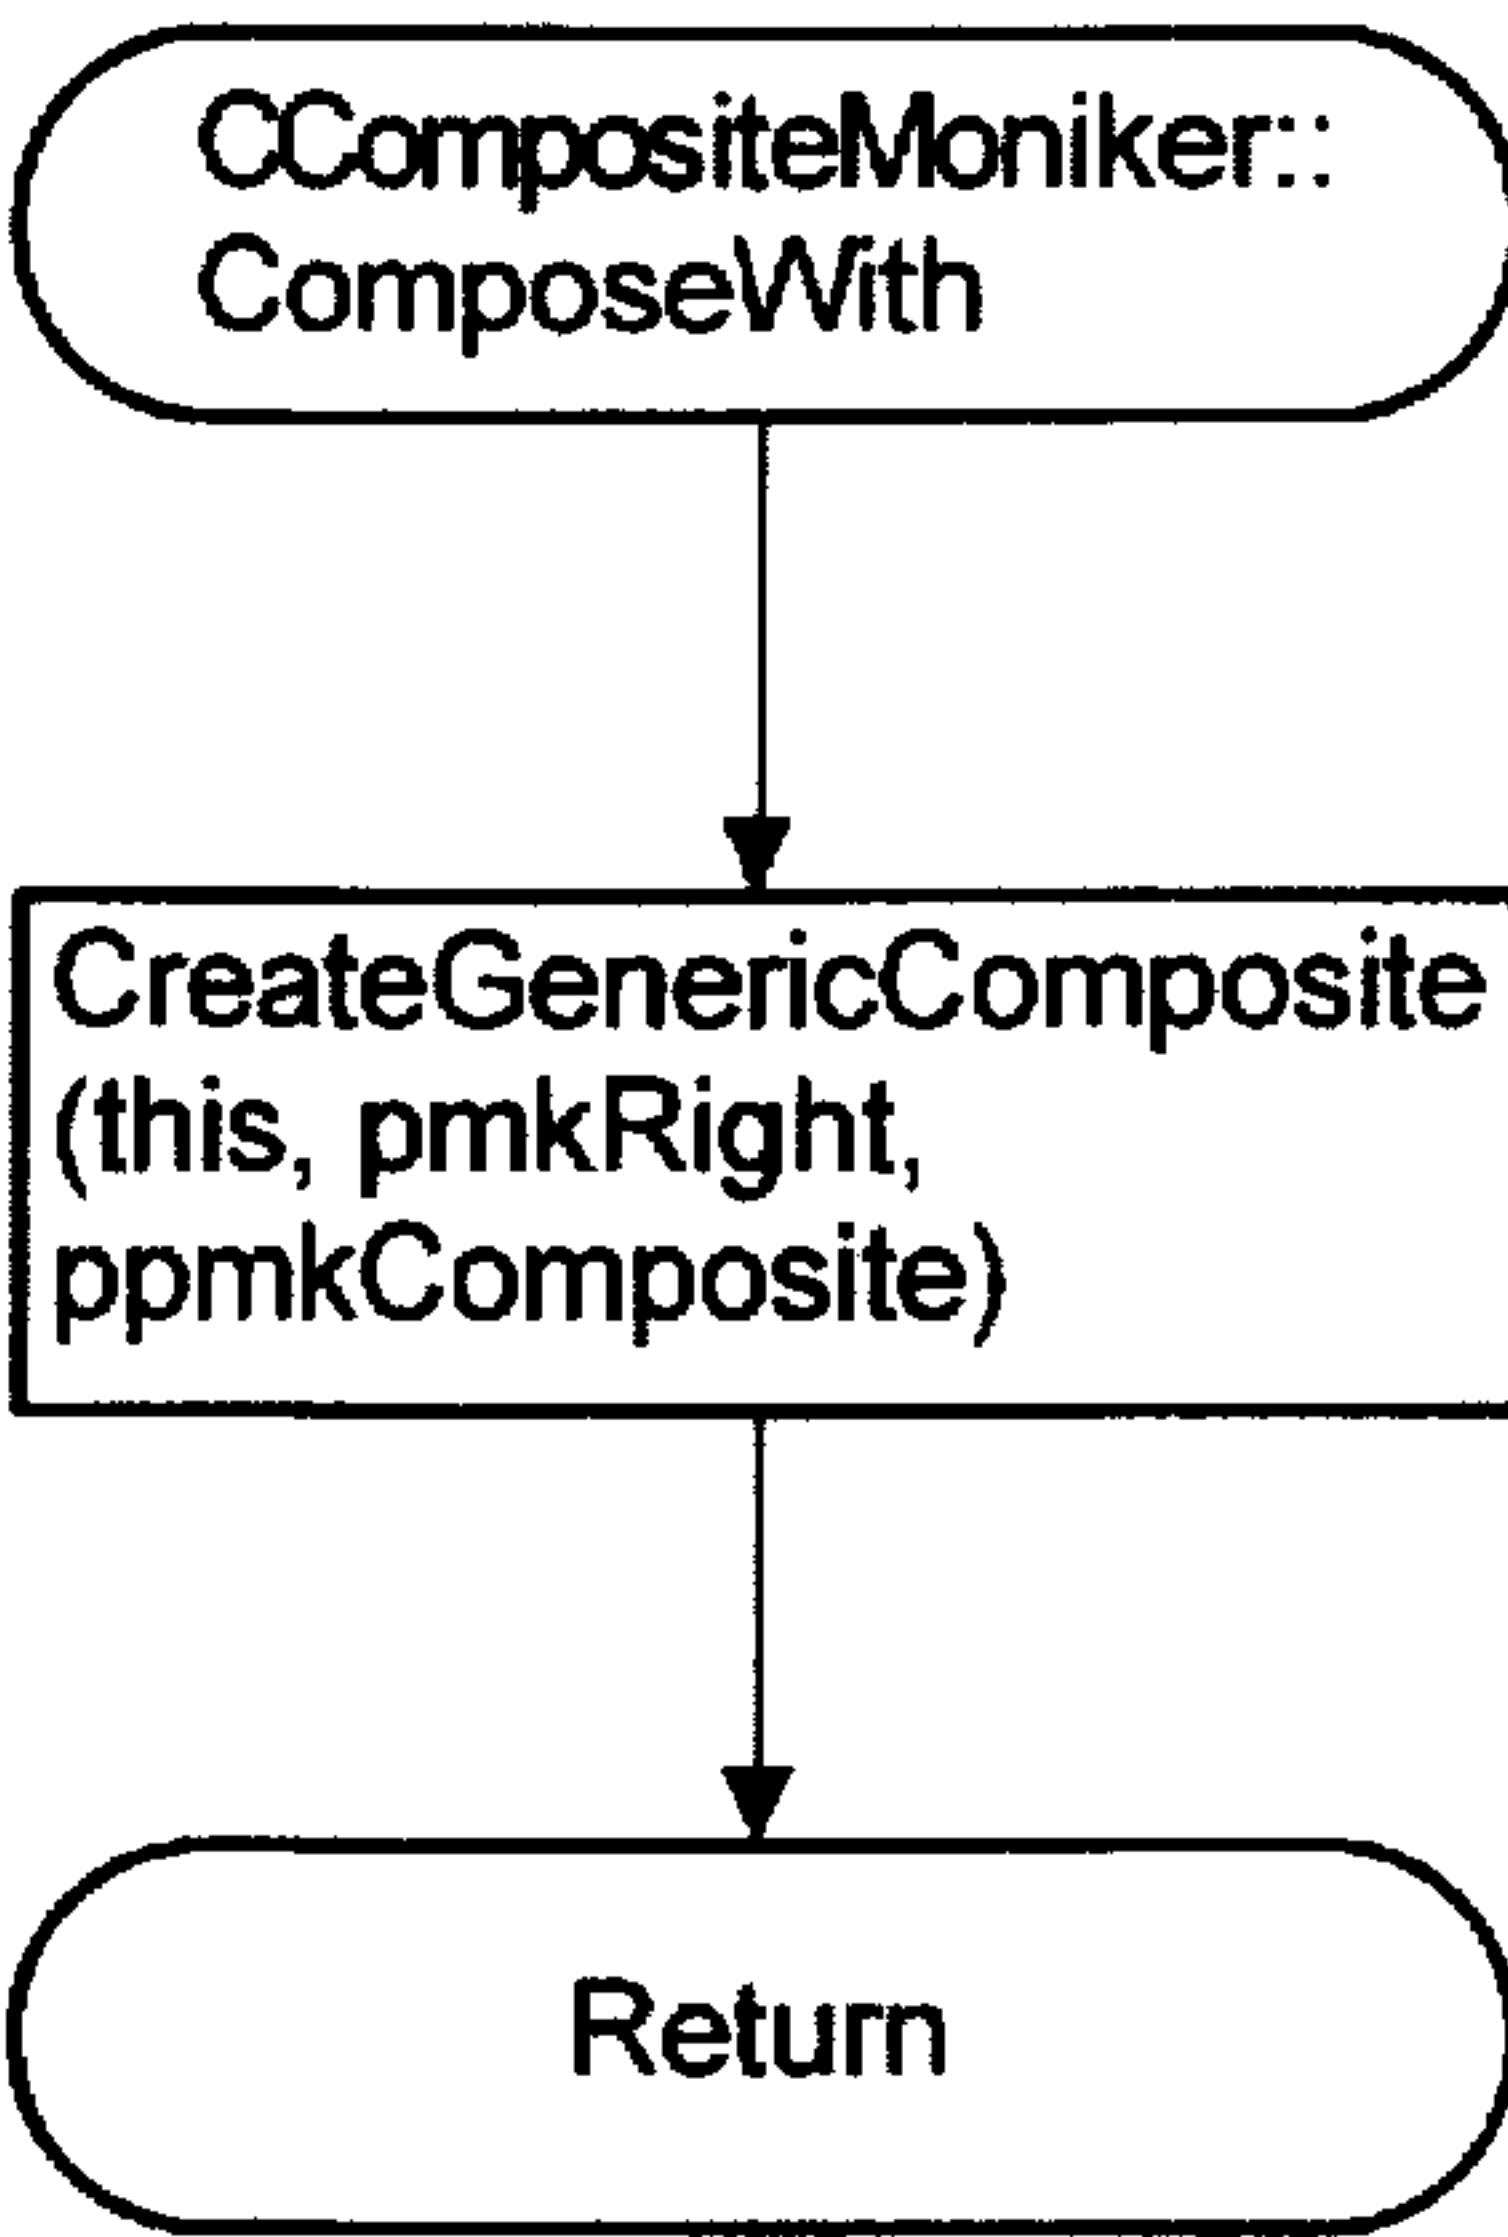 CCompositeMoniker::
ComposeWith
CreateGenericComposite
(this, pmkRight,
ppmkComposite)
Return